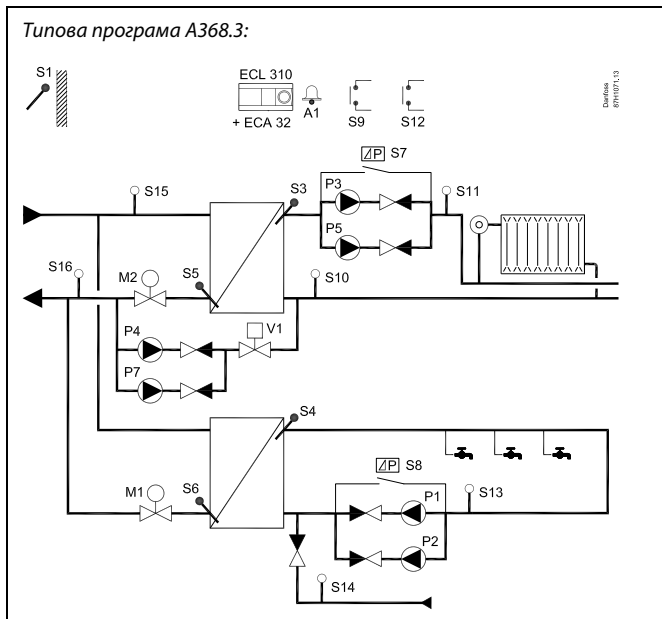 Типова програма A368.3:
S1
ECL 310
+ ECA 32
A1
S9
S12
Danfoss
87H1071.13
S15
S3
P3
P5
⊿P S7
S11
S16
M2
S5
S10
V1
P4
P7
S4
M1
S6
⊿P S8
P1
P2
S13
S14